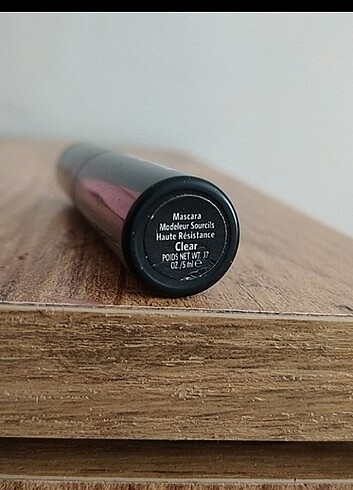 Mascara
Modeleur Sourcils
Haute Résistance
Clear
POIDS NET WT. .17
OZ./5 ml ℮